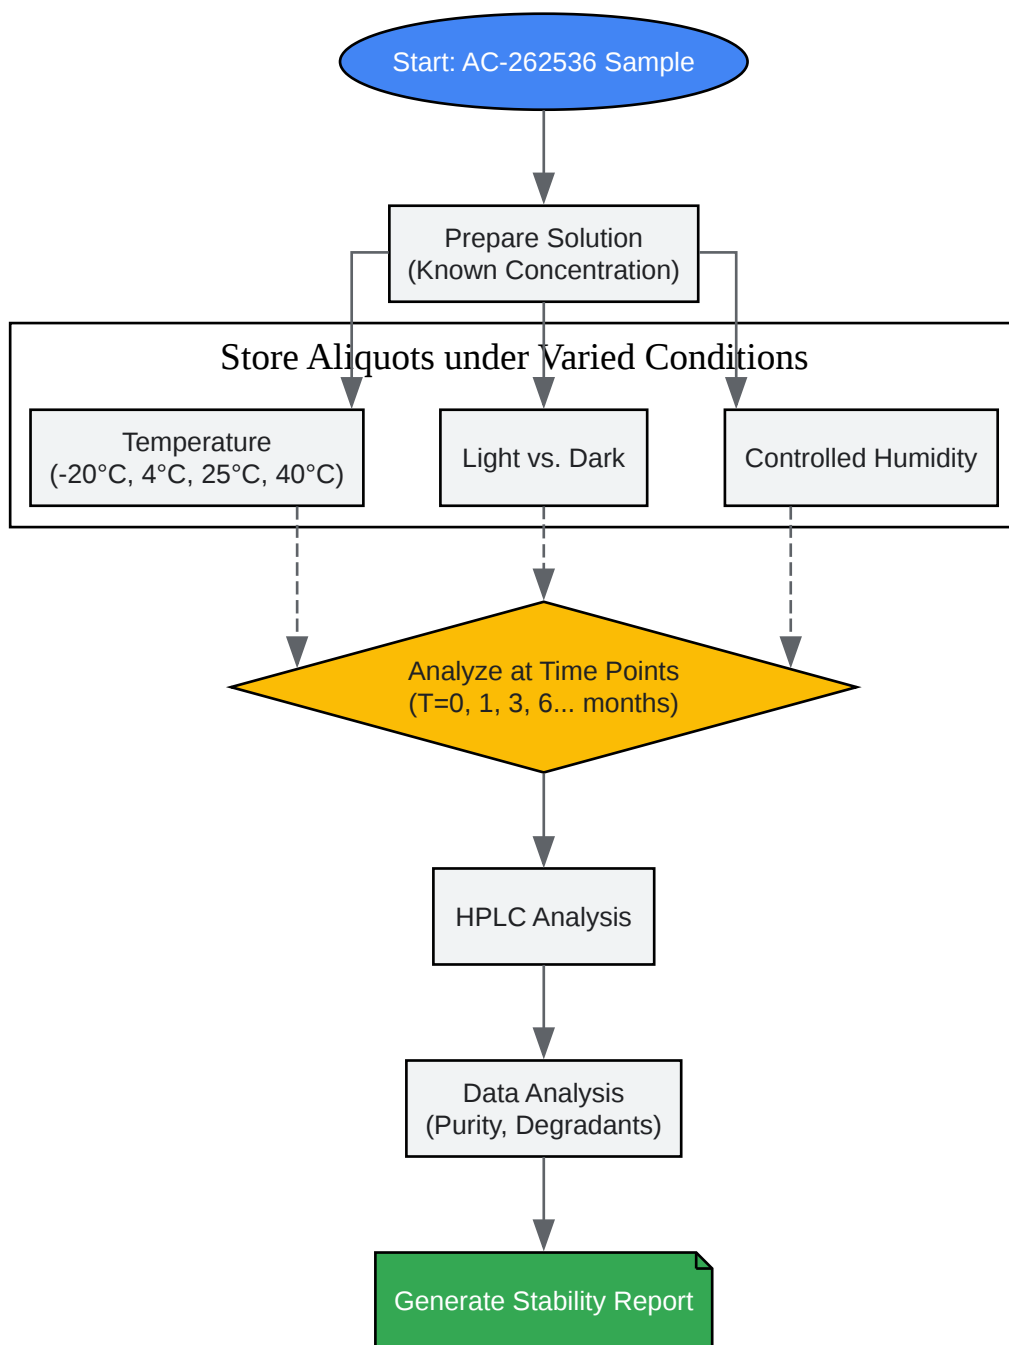 Start: AC-262536 Sample
Prepare Solution
(Known Concentration)
Store Aliquots under Varied Conditions
Temperature
(-20°C, 4°C, 25°C, 40°C)
Light vs. Dark
Controlled Humidity
Analyze at Time Points
(T=0, 1, 3, 6... months)
HPLC Analysis
Data Analysis
(Purity, Degradants)
Generate Stability Report